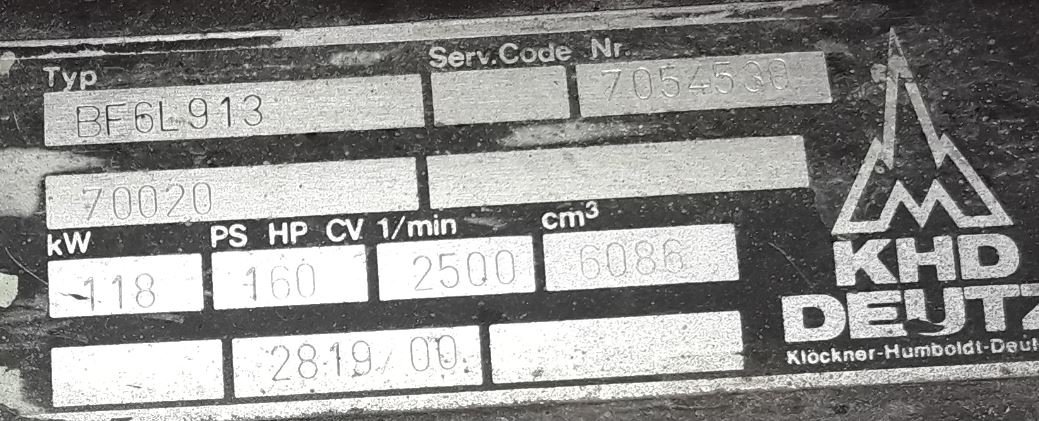 Typ Serv.Code Nr.
BF6L913 7054530
70020
kW PS HP CV 1/min cm³
118 160 2500 6086
2819/00
KHD
DEUTZ
Klöckner-Humboldt-Deut